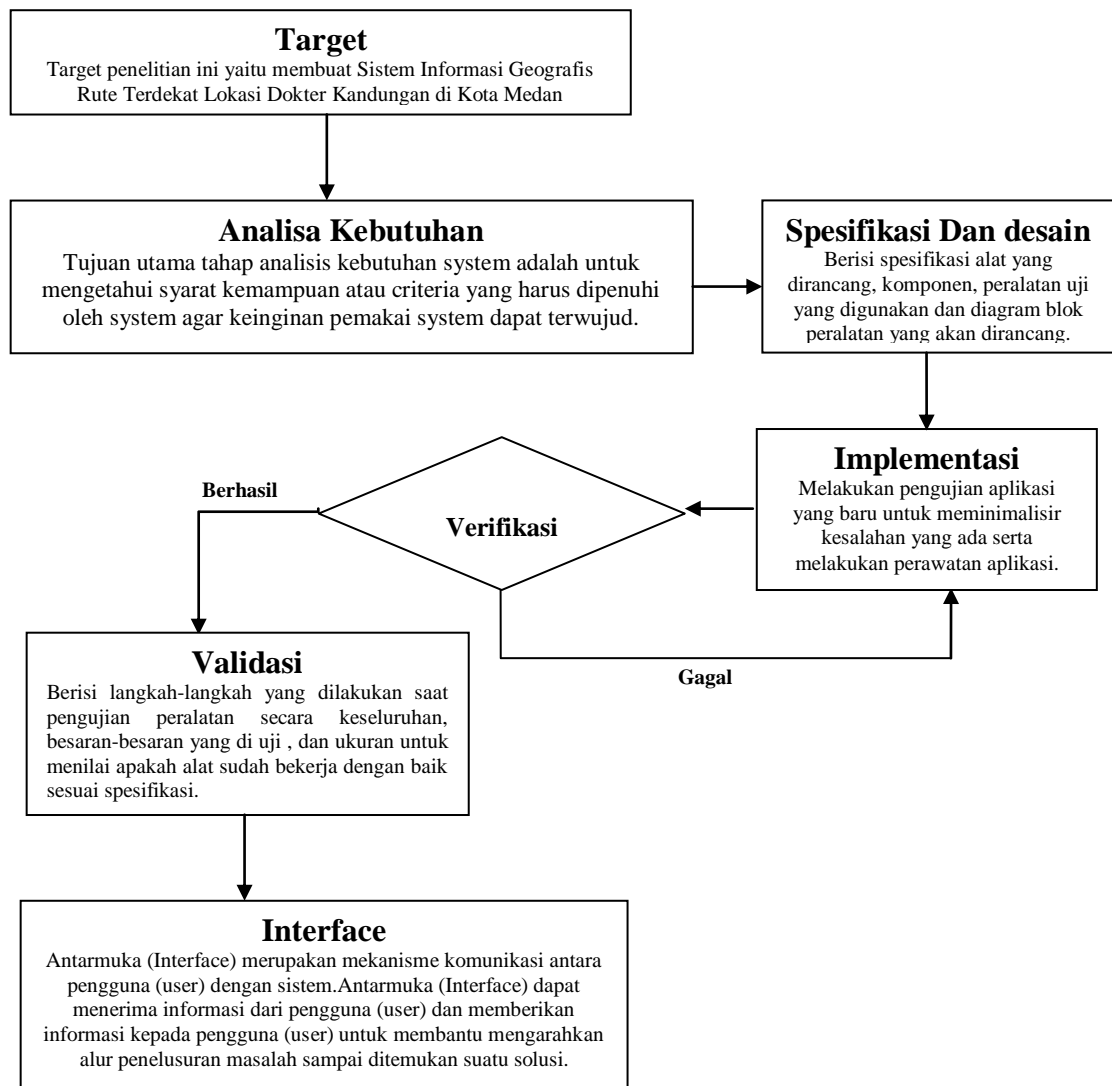 Target
Target penelitian ini yaitu membuat Sistem Informasi Geografis
Rute Terdekat Lokasi Dokter Kandungan di Kota Medan
Analisa Kebutuhan
Tujuan utama tahap analisis kebutuhan system adalah untuk
mengetahui syarat kemampuan atau criteria yang harus dipenuhi
oleh system agar keinginan pemakai system dapat terwujud.
Spesifikasi Dan desain
Berisi spesifikasi alat yang
dirancang, komponen, peralatan uji
yang digunakan dan diagram blok
peralatan yang akan dirancang.
Implementasi
Melakukan pengujian aplikasi
yang baru untuk meminimalisir
kesalahan yang ada serta
melakukan perawatan aplikasi.
Verifikasi
Berhasil
Gagal
Validasi
Berisi langkah-langkah yang dilakukan saat
pengujian peralatan secara keseluruhan,
besaran-besaran yang di uji , dan ukuran untuk
menilai apakah alat sudah bekerja dengan baik
sesuai spesifikasi.
Interface
Antarmuka (Interface) merupakan mekanisme komunikasi antara
pengguna (user) dengan sistem.Antarmuka (Interface) dapat
menerima informasi dari pengguna (user) dan memberikan
informasi kepada pengguna (user) untuk membantu mengarahkan
alur penelusuran masalah sampai ditemukan suatu solusi.